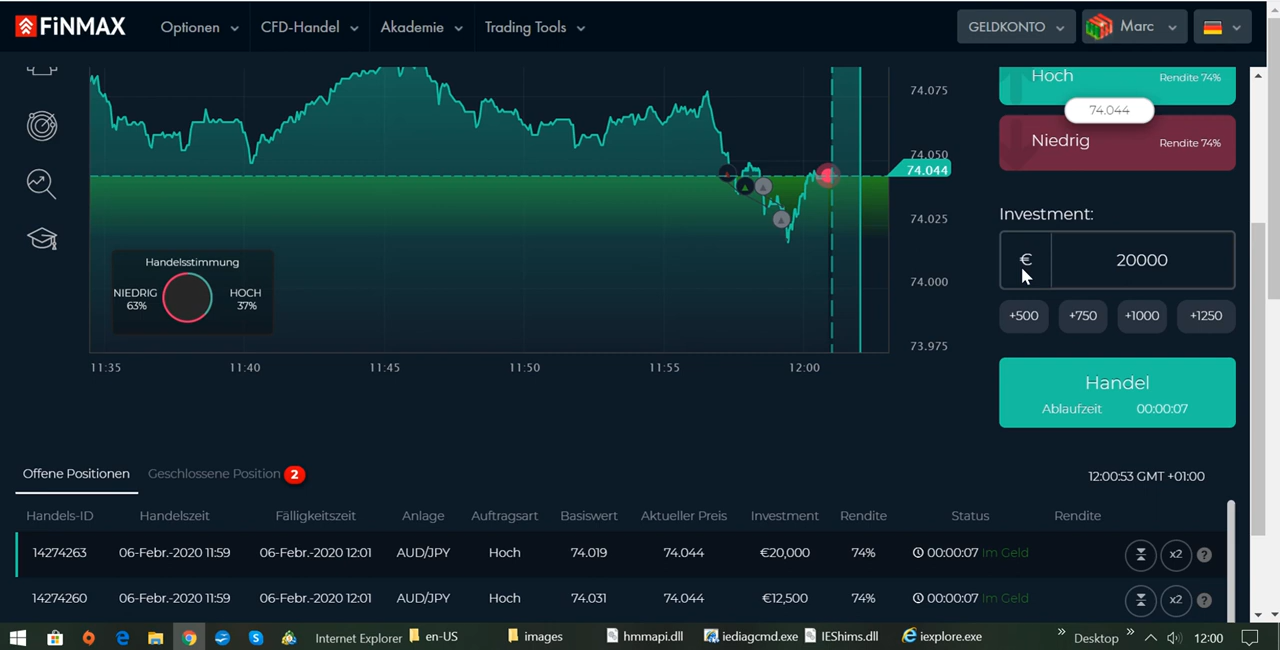 FiNMAX Optionen CFD-Handel Akademie Trading Tools GELDKONTO Marc
Hoch Rendite 74%
74.044
Niedrig Rendite 74%
74.075
74.050
74.044
74.025
74.000
73.975
Handelsstimmung
NIEDRIG 63%
HOCH 37%
11:35 11:40 11:45 11:50 11:55 12:00
Investment:
€ 20000
+500 +750 +1000 +1250
Handel
Ablaufzeit 00:00:07
Offene Positionen Geschlossene Position 2 12:00:53 GMT +01:00
Handels-ID Handelszeit Fälligkeitszeit Anlage Auftragsart Basiswert Aktueller Preis Investment Rendite Status Rendite
14274263 06-Febr.-2020 11:59 06-Febr.-2020 12:01 AUD/JPY Hoch 74.019 74.044 €20,000 74% 00:00:07 Im Geld x2 ?
14274260 06-Febr.-2020 11:59 06-Febr.-2020 12:01 AUD/JPY Hoch 74.031 74.044 €12,500 74% 00:00:07 Im Geld x2 ?
Internet Explorer en-US images hmmapi.dll iediagcmd.exe IEShims.dll iexplore.exe » Desktop » 12:00